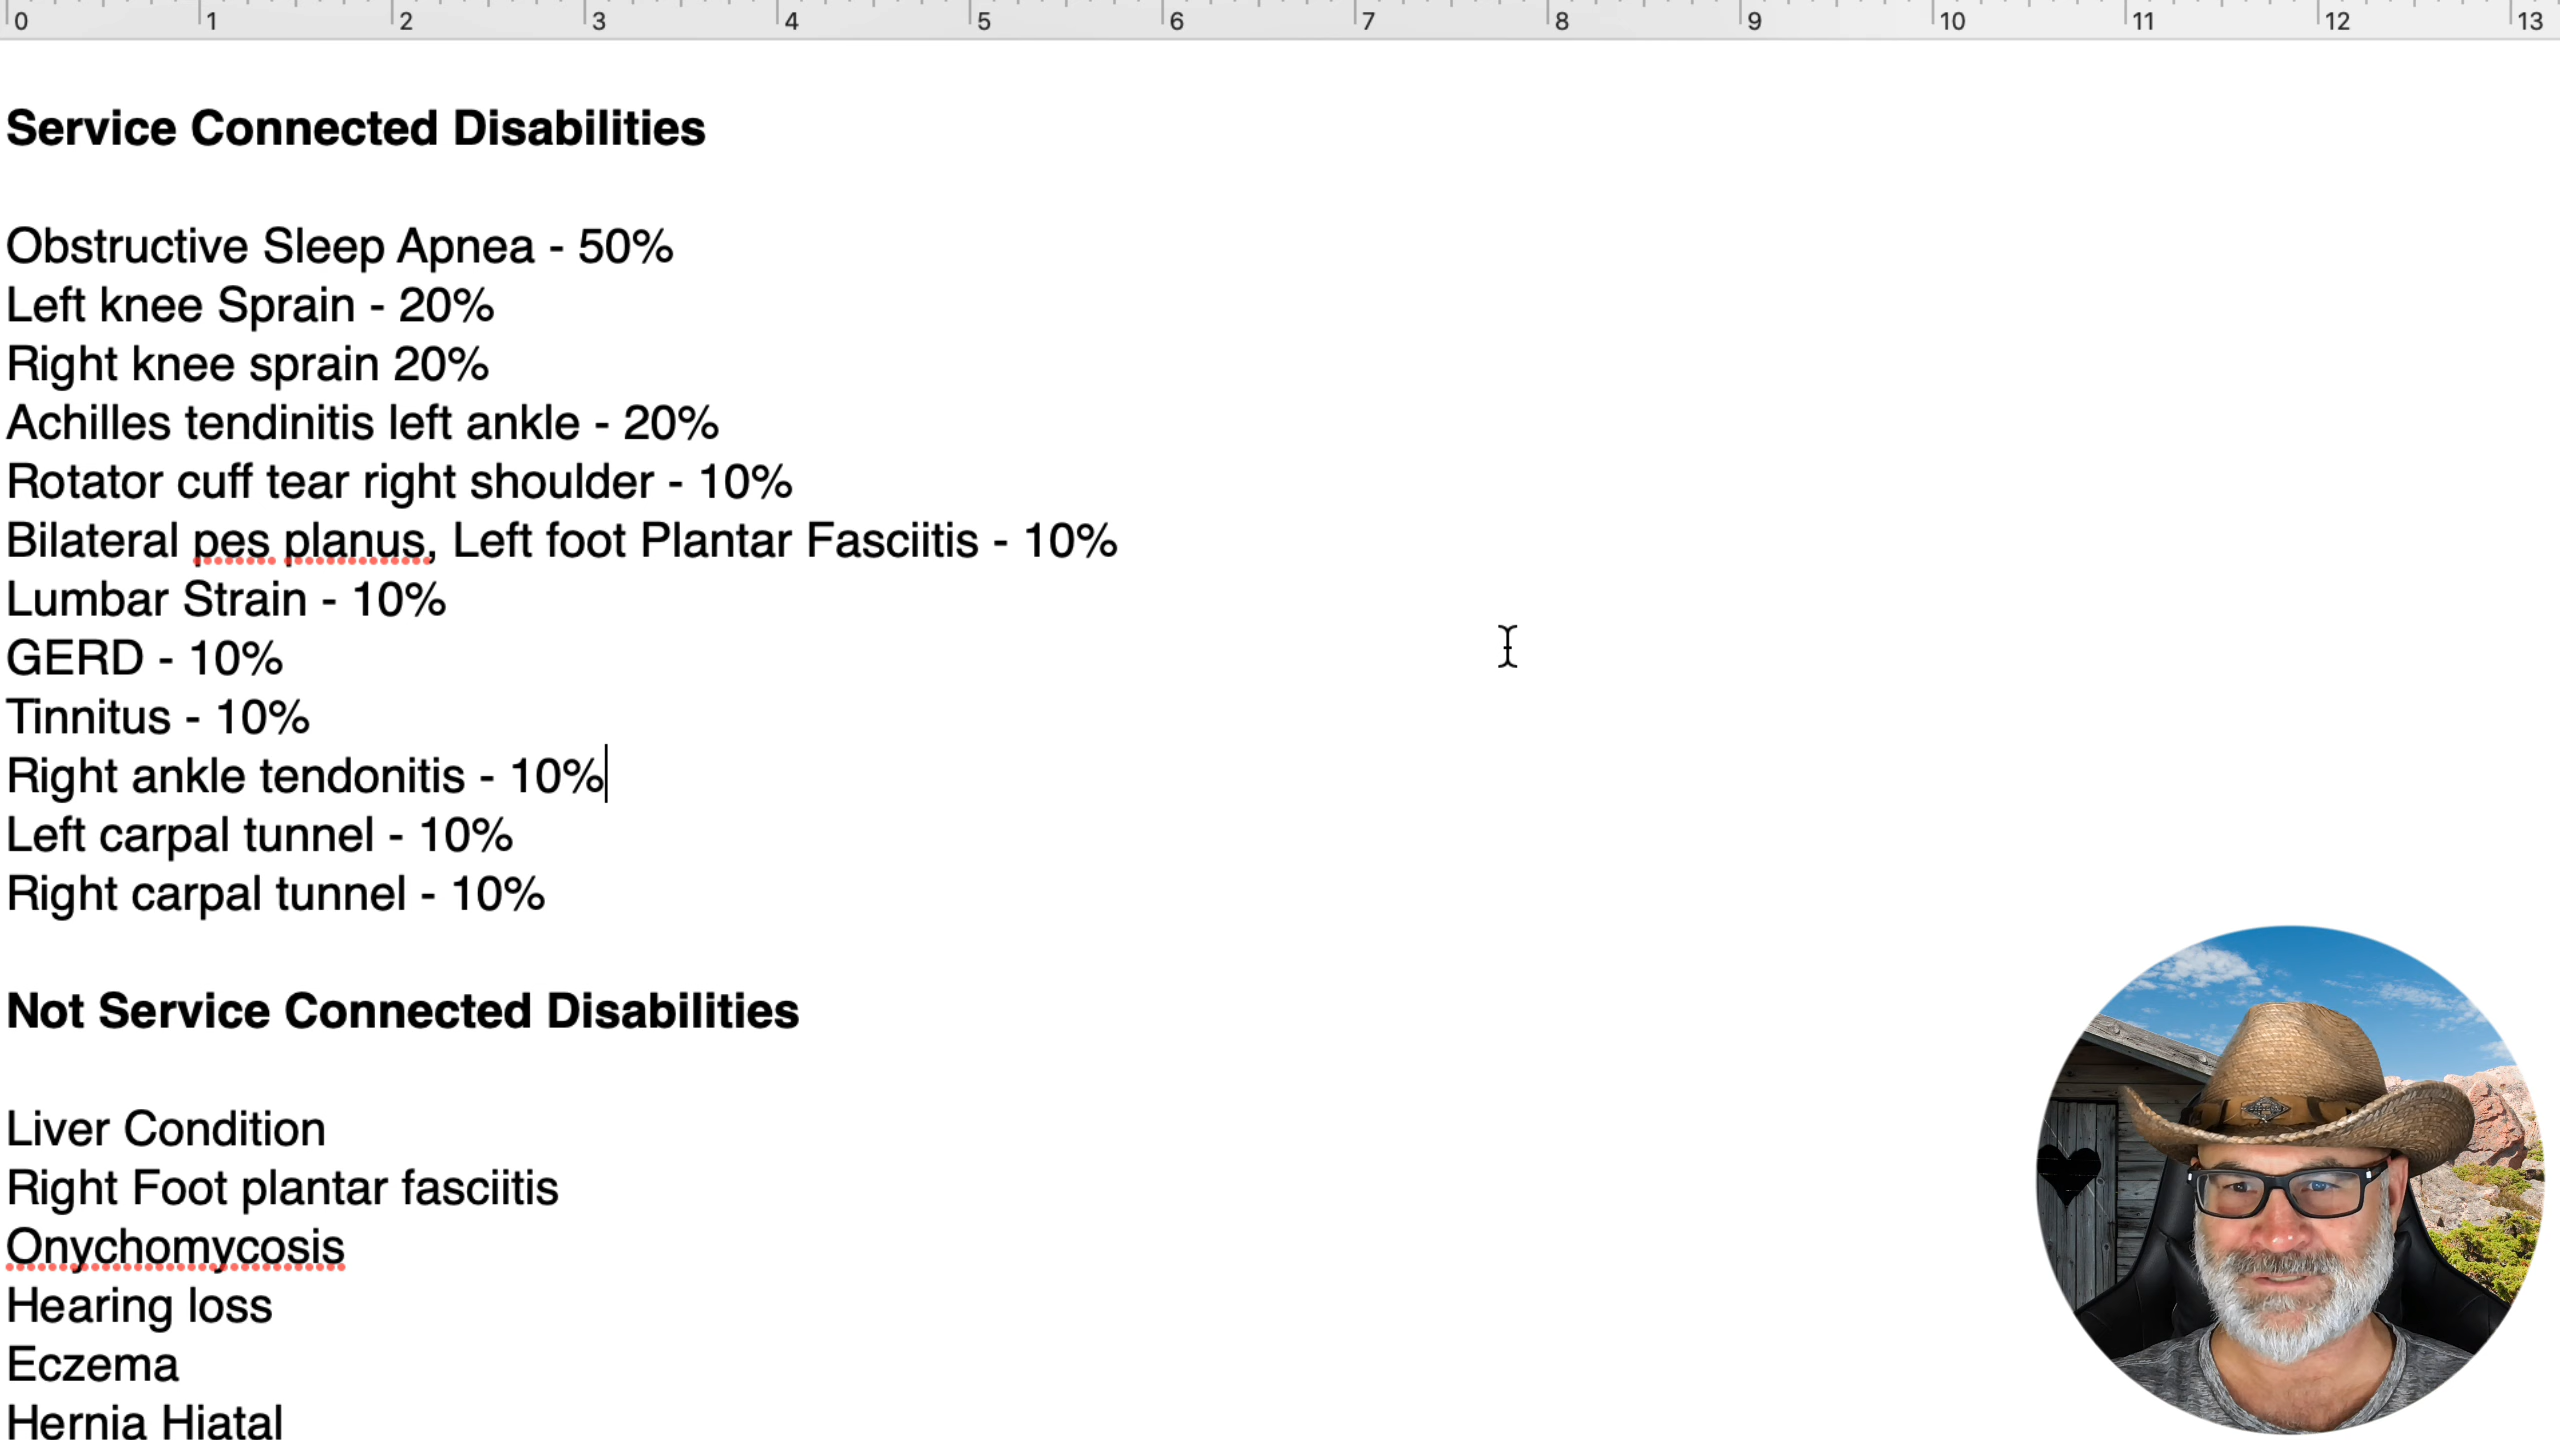 0 1 2 3 4 5 6 7 8 9 10 11 12 13
Service Connected Disabilities
Obstructive Sleep Apnea - 50%
Left knee Sprain - 20%
Right knee sprain 20%
Achilles tendinitis left ankle - 20%
Rotator cuff tear right shoulder - 10%
Bilateral pes planus, Left foot Plantar Fasciitis - 10%
Lumbar Strain - 10%
GERD - 10%
Tinnitus - 10%
Right ankle tendonitis - 10%
Left carpal tunnel - 10%
Right carpal tunnel - 10%
Not Service Connected Disabilities
Liver Condition
Right Foot plantar fasciitis
Onychomycosis
Hearing loss
Eczema
Hernia Hiatal